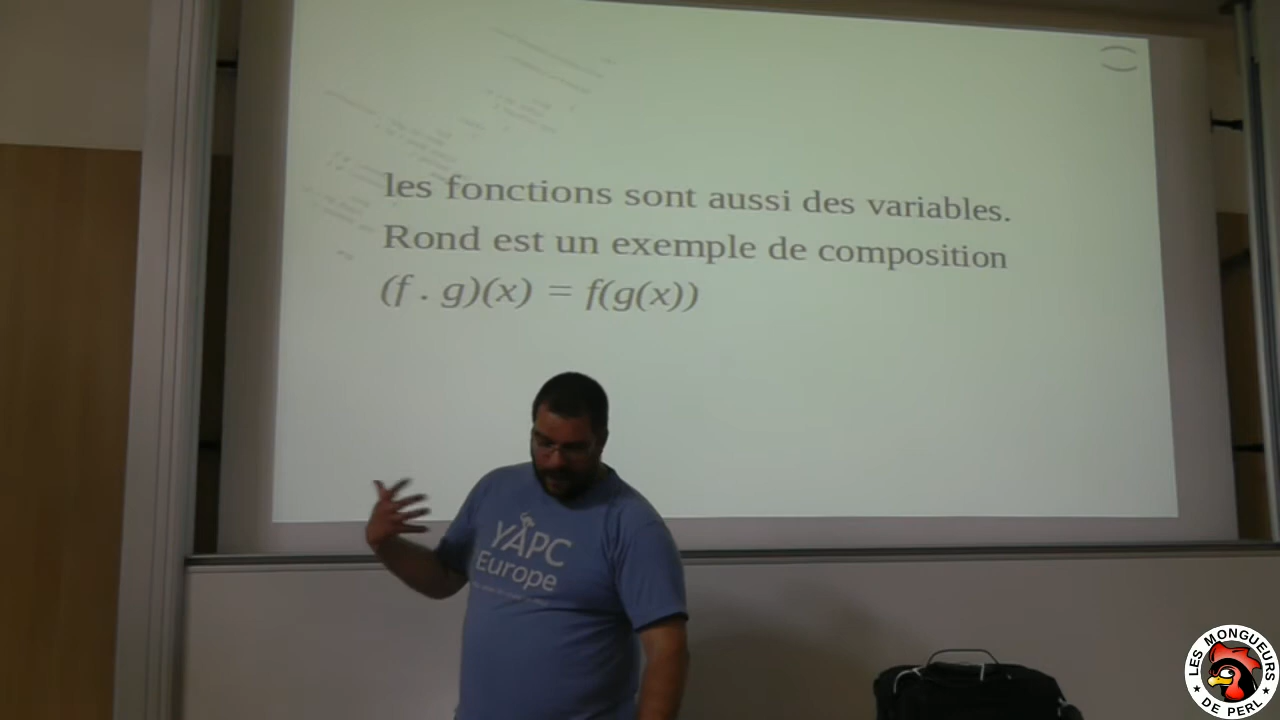 les fonctions sont aussi des variables.
Rond est un exemple de composition
(f . g)(x) = f(g(x))
YAPC
Europe
LES MONGUEURS
DE PERL